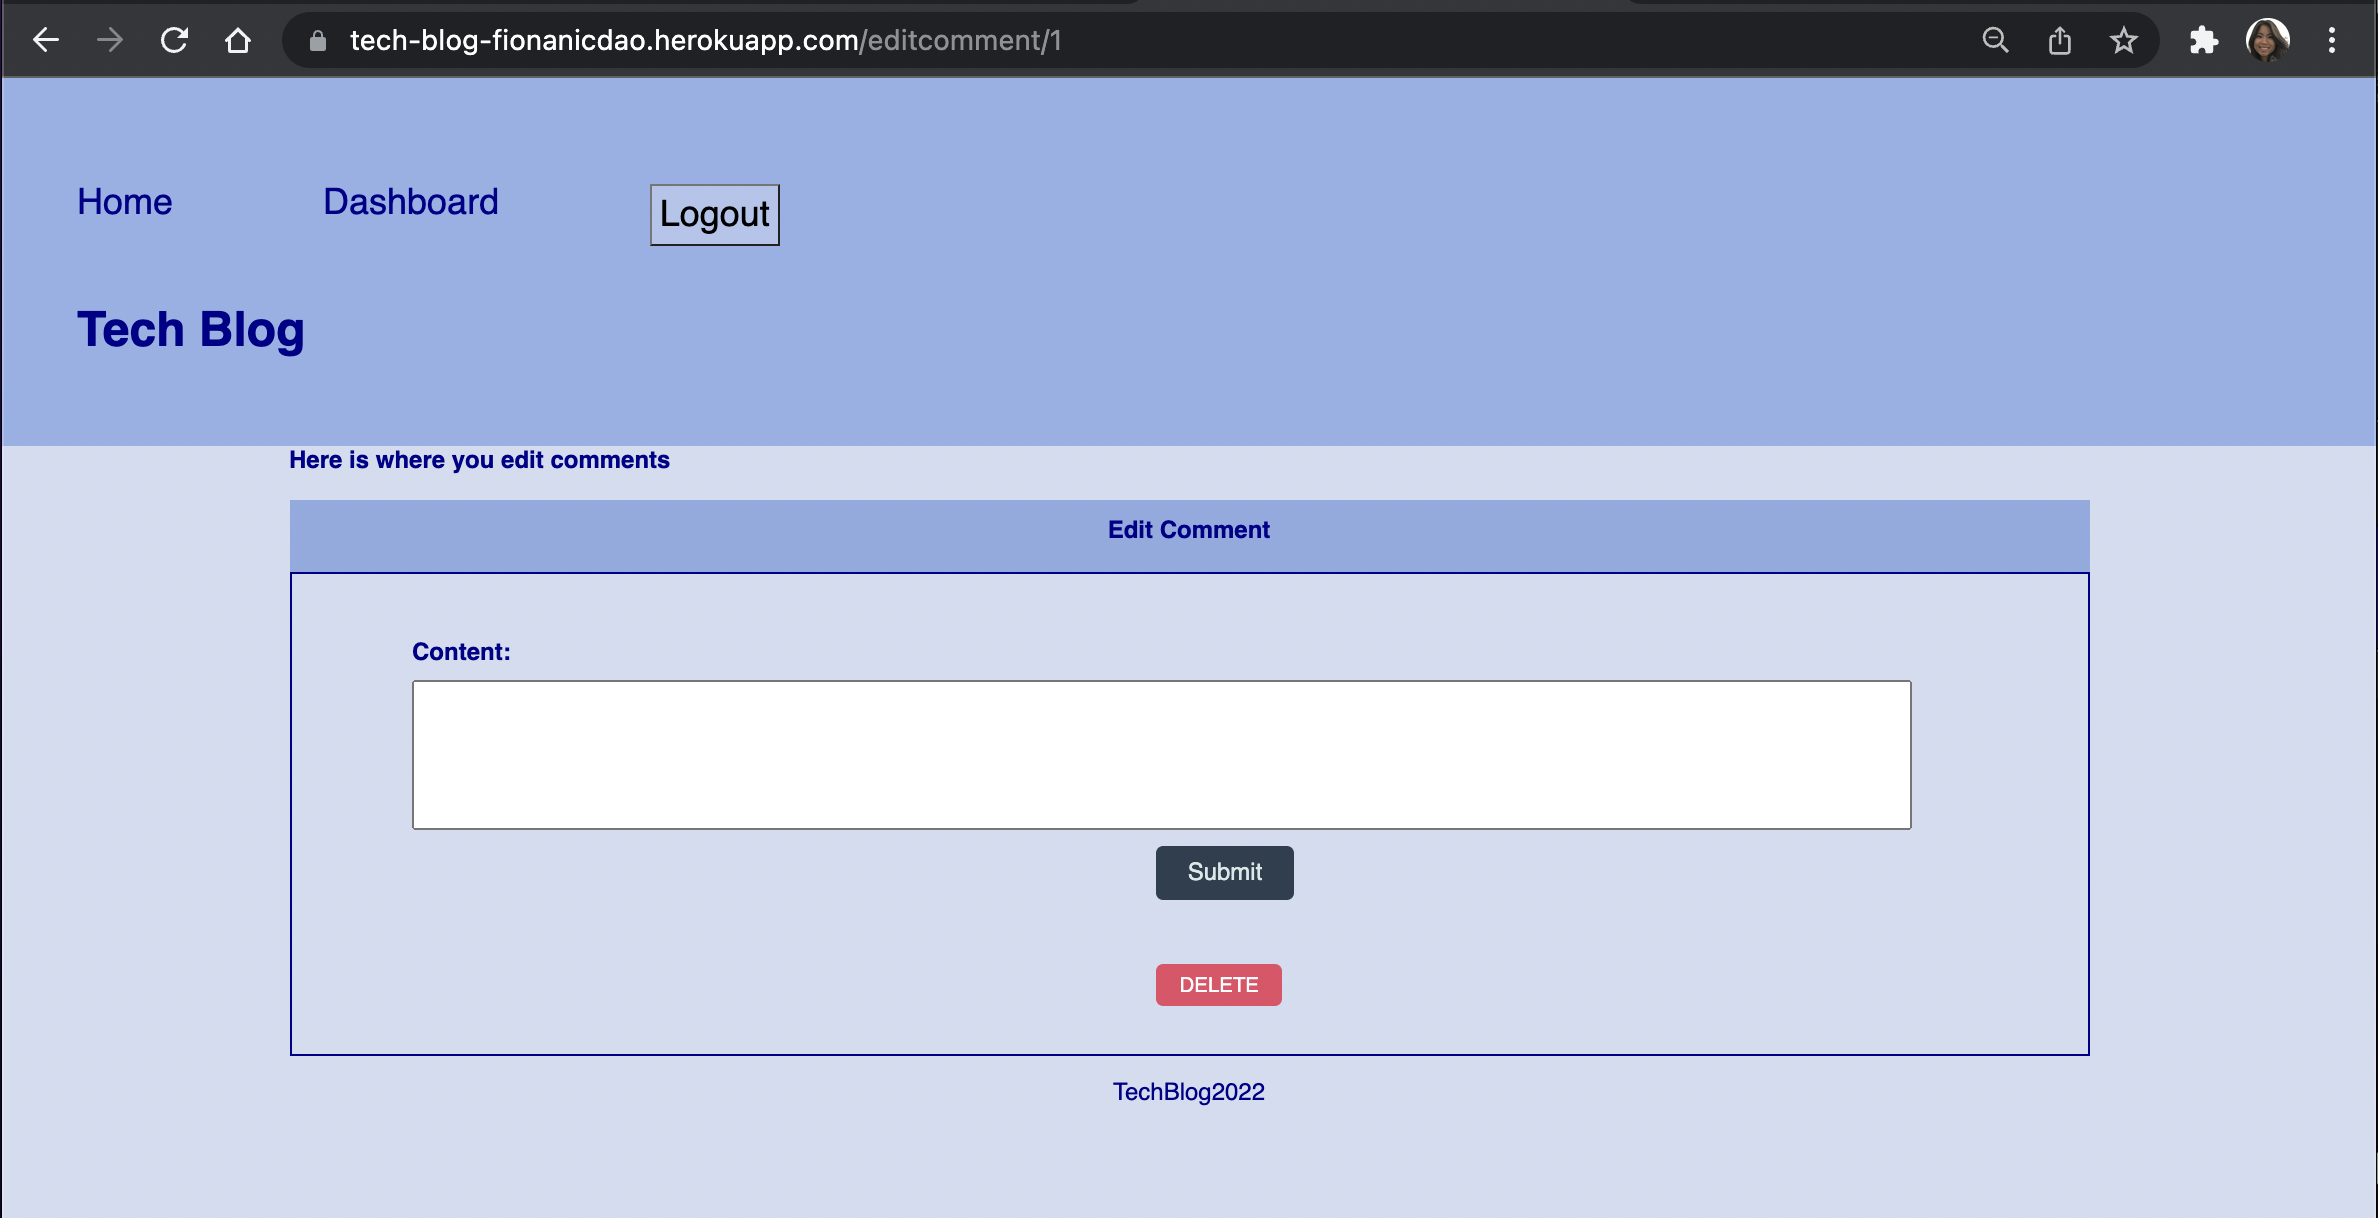 tech-blog-fionanicdao.herokuapp.com/editcomment/1
Home Dashboard Logout
Tech Blog
Here is where you edit comments
Edit Comment
Content:
Submit
DELETE
TechBlog2022